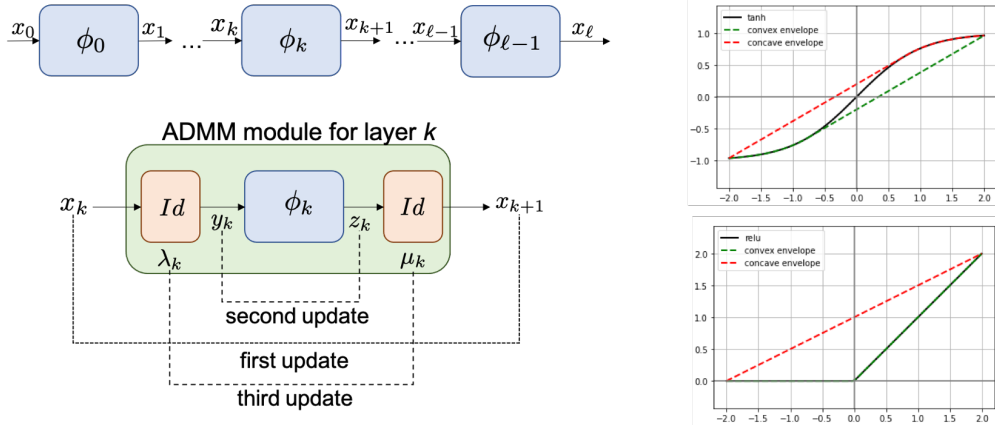 x₀ ϕ₀ x₁ ... xₖ ϕₖ xₖ₊₁ ... xℓ₋₁ ϕℓ₋₁ xℓ
ADMM module for layer k
xₖ Id yₖ ϕₖ zₖ Id xₖ₊₁
λₖ μₖ
second update
first update
third update
tanh
convex envelope
concave envelope
1.0
0.5
0.0
−0.5
−1.0
−2.0 −1.5 −1.0 −0.5 0.0 0.5 1.0 1.5 2.0
relu
convex envelope
concave envelope
2.0
1.5
1.0
0.5
0.0
−2.0 −1.5 −1.0 −0.5 0.0 0.5 1.0 1.5 2.0